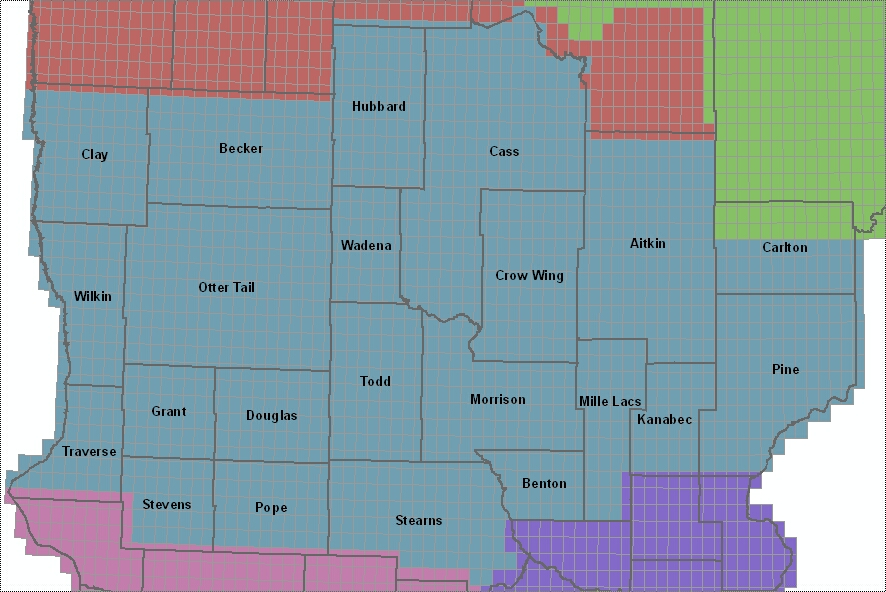 Hubbard
Clay
Becker
Cass
Wadena
Aitkin
Carlton
Crow Wing
Otter Tail
Wilkin
Pine
Todd
Morrison
Mille Lacs
Grant
Douglas
Kanabec
Traverse
Benton
Stevens
Pope
Stearns